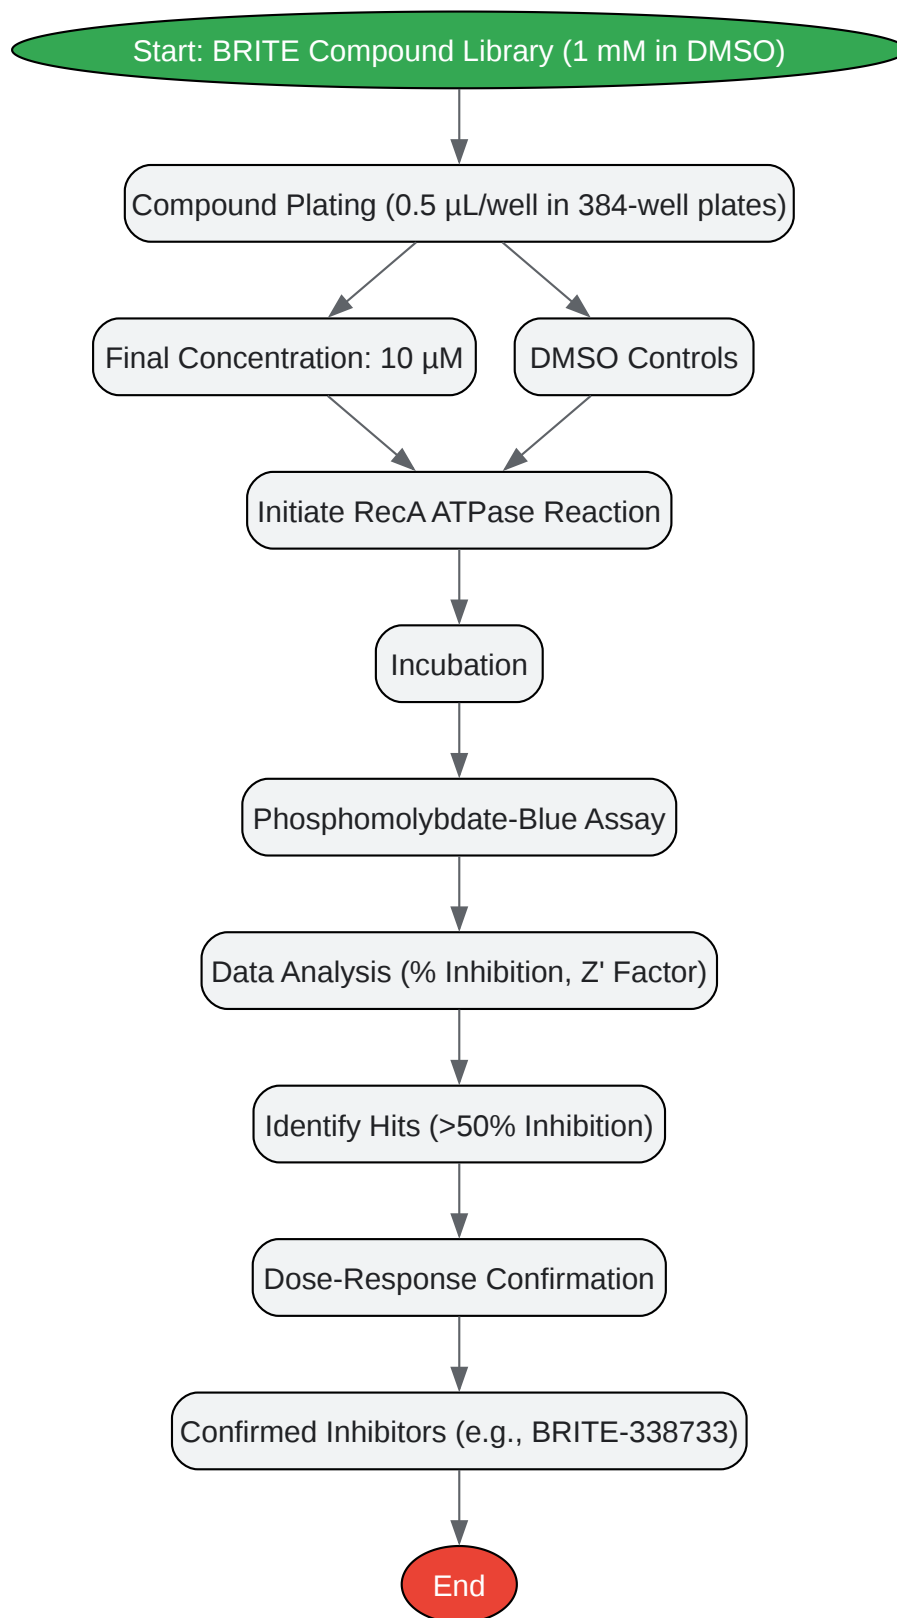 Start: BRITE Compound Library (1 mM in DMSO)
Compound Plating (0.5 µL/well in 384-well plates)
Final Concentration: 10 µM
DMSO Controls
Initiate RecA ATPase Reaction
Incubation
Phosphomolybdate-Blue Assay
Data Analysis (% Inhibition, Z' Factor)
Identify Hits (>50% Inhibition)
Dose-Response Confirmation
Confirmed Inhibitors (e.g., BRITE-338733)
End